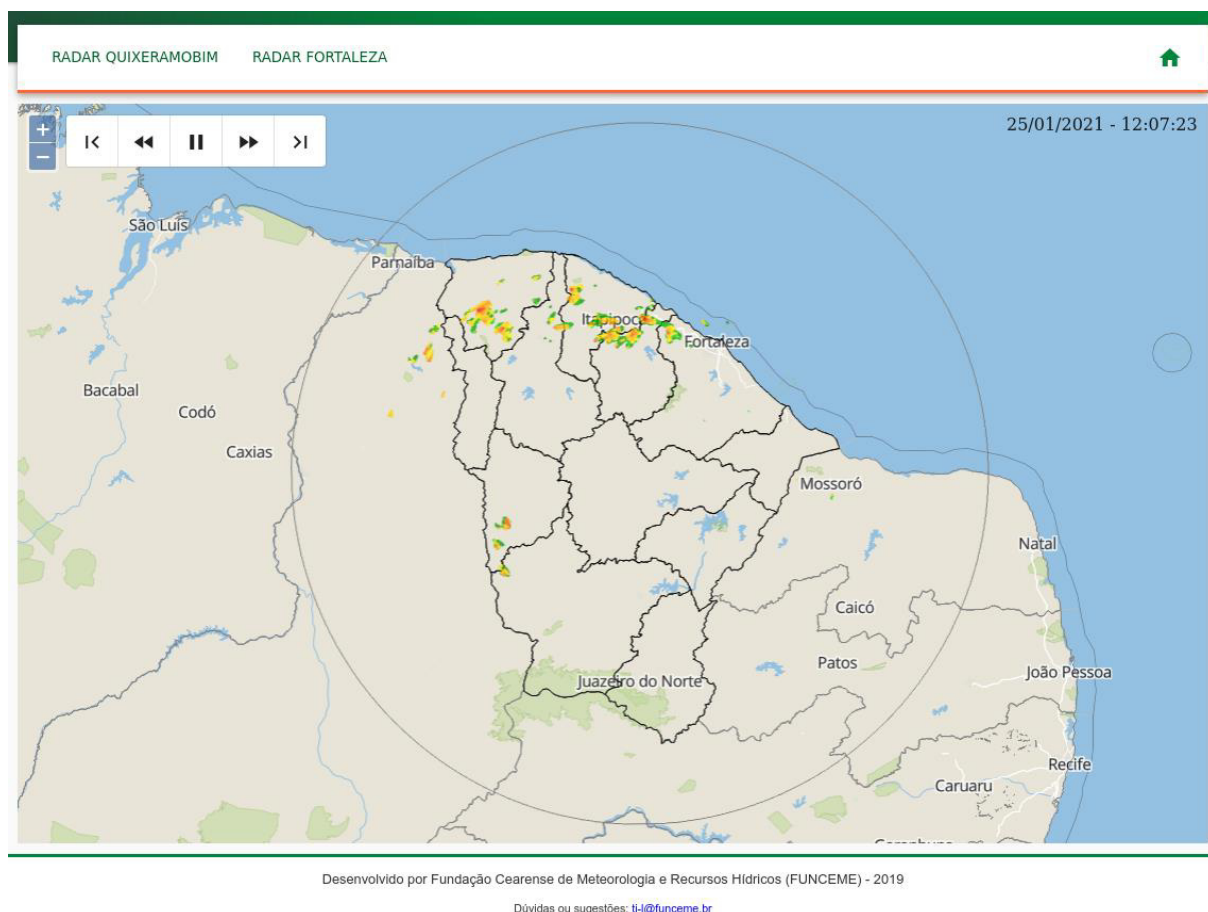 RADAR QUIXERAMOBIM RADAR FORTALEZA
25/01/2021 - 12:07:23
São Luís
Parnaíba
Itapipoca
Fortaleza
Bacabal
Codó
Caxias
Mossoró
Natal
Caicó
Patos
João Pessoa
Juazeiro do Norte
Recife
Caruaru
Desenvolvido por Fundação Cearense de Meteorologia e Recursos Hídricos (FUNCEME) - 2019
Dúvidas ou sugestões: ti-l@funceme.br